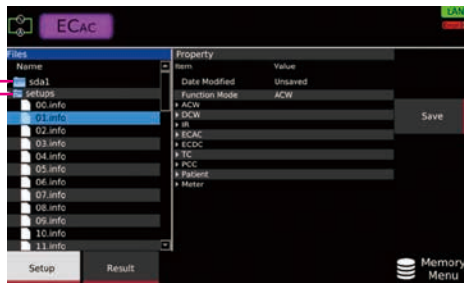 LAN
ECAC
Files
Name
sda1
setups
00.info
01.info
02.info
03.info
04.info
05.info
06.info
07.info
08.info
09.info
10.info
11.info
Property
Item Value
Date Modified Unsaved
Function Mode ACW
ACW
DCW
IR
ECAC
ECDC
TC
PCC
Patient
Meter
Save
Setup
Result
Memory
Menu